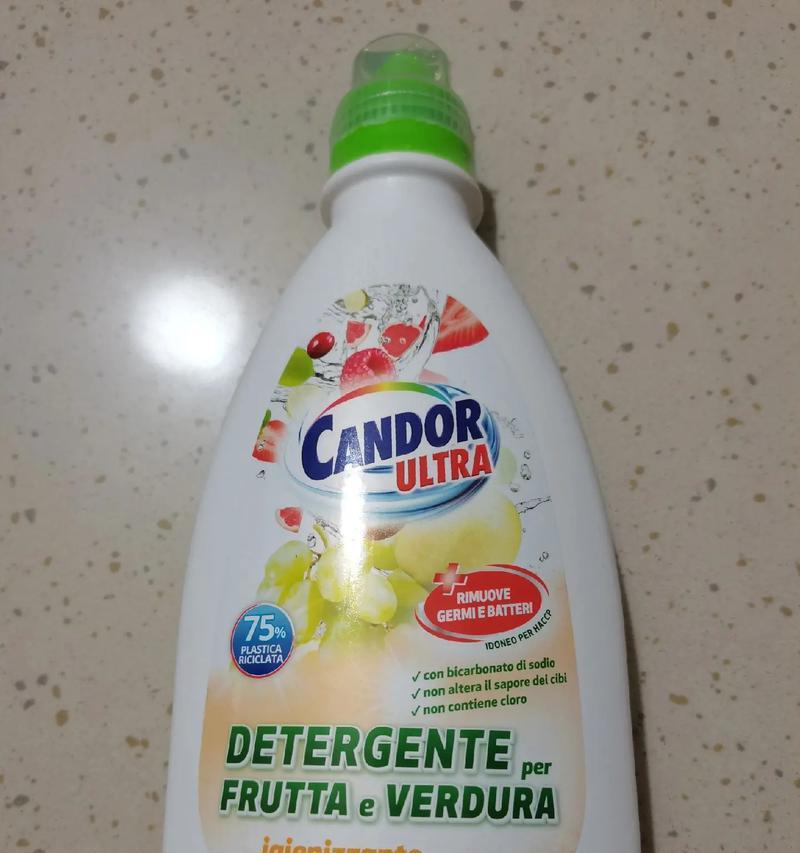 CANDOR
ULTRA
RIMUOVE
GERMI E BATTERI
IDONEO PER HACCP
75%
PLASTICA
RICICLATA
✓ con bicarbonato di sodio
✓ non altera il sapore dei cibi
✓ non contiene cloro
DETERGENTE per
FRUTTA e VERDURA
igienizzante